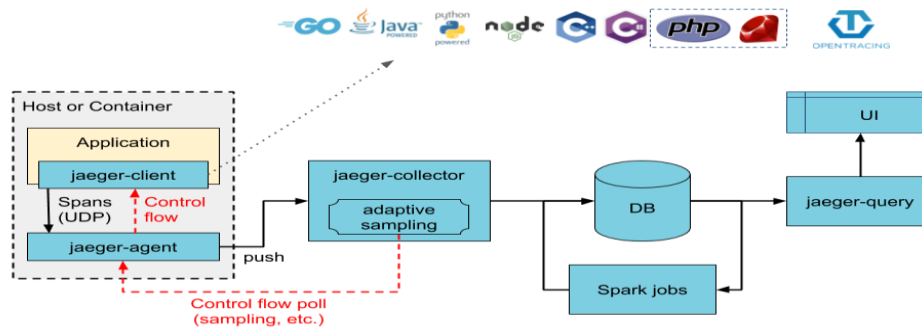 GO
Java
POWERED
python
powered
node
JS
C++
C#
php
OPENTRACING
Host or Container
Application
jaeger-client
Spans
(UDP)
Control
flow
jaeger-agent
push
jaeger-collector
adaptive
sampling
Control flow poll
(sampling, etc.)
DB
Spark jobs
UI
jaeger-query